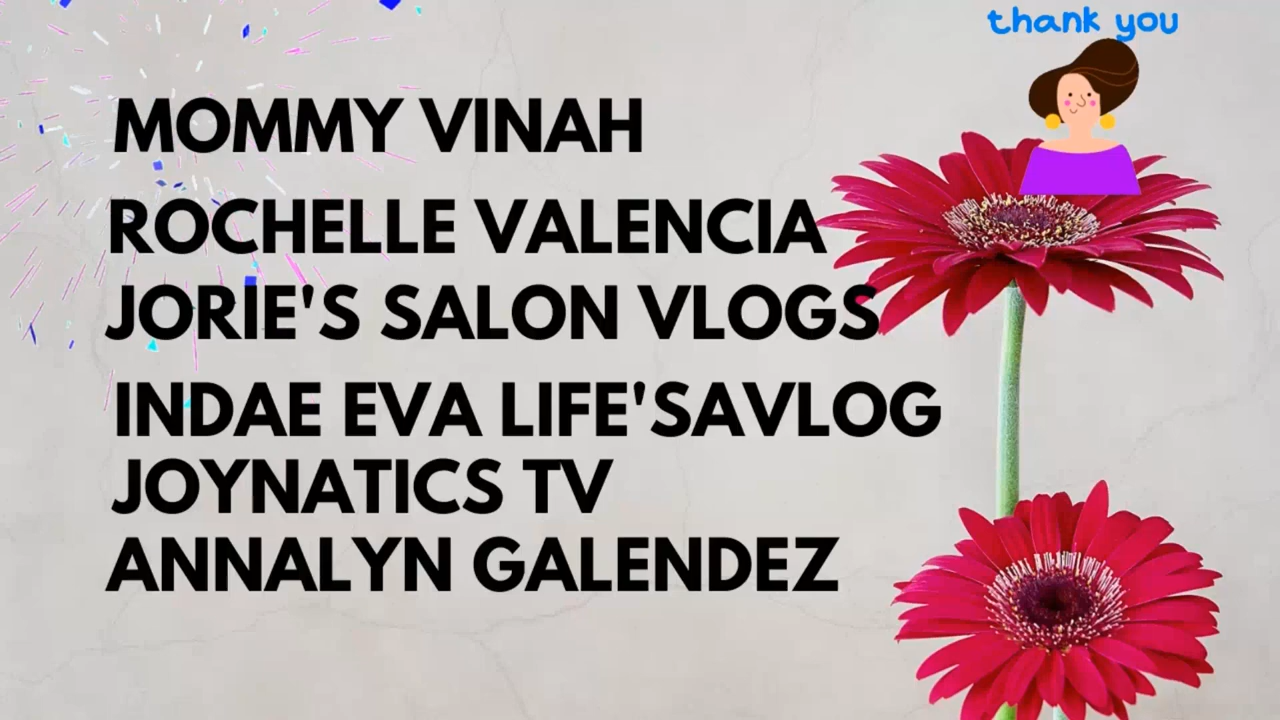 thank you
MOMMY VINAH
ROCHELLE VALENCIA
JORIE'S SALON VLOGS
INDAE EVA LIFE'SAVLOG
JOYNATICS TV
ANNALYN GALENDEZ